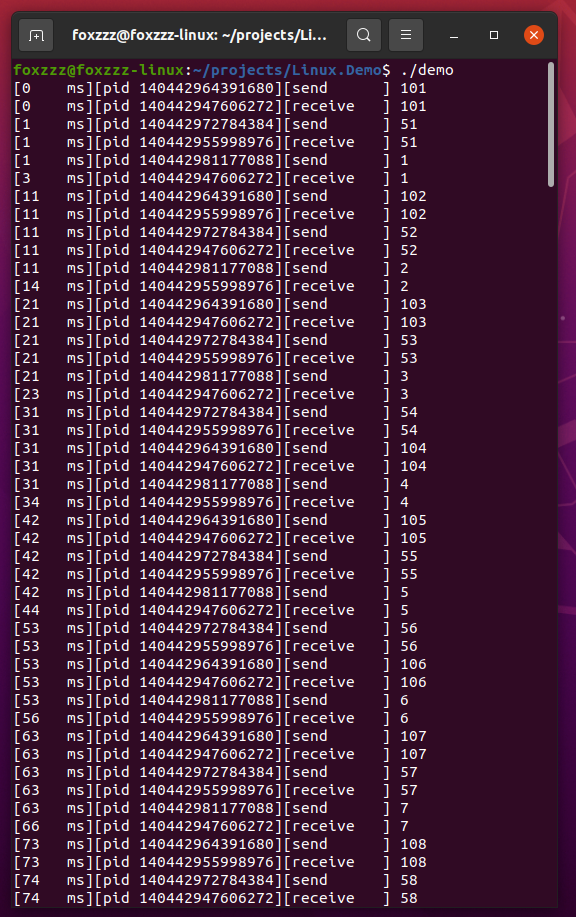 foxzzz@foxzzz-linux: ~/projects/Li...
foxzzz@foxzzz-linux:~/projects/Linux.Demo$ ./demo
[0    ms][pid 140442964391680][send      ] 101
[0    ms][pid 140442947606272][receive   ] 101
[1    ms][pid 140442972784384][send      ] 51
[1    ms][pid 140442955998976][receive   ] 51
[1    ms][pid 140442981177088][send      ] 1
[3    ms][pid 140442947606272][receive   ] 1
[11   ms][pid 140442964391680][send      ] 102
[11   ms][pid 140442955998976][receive   ] 102
[11   ms][pid 140442972784384][send      ] 52
[11   ms][pid 140442947606272][receive   ] 52
[11   ms][pid 140442981177088][send      ] 2
[14   ms][pid 140442955998976][receive   ] 2
[21   ms][pid 140442964391680][send      ] 103
[21   ms][pid 140442947606272][receive   ] 103
[21   ms][pid 140442972784384][send      ] 53
[21   ms][pid 140442955998976][receive   ] 53
[21   ms][pid 140442981177088][send      ] 3
[23   ms][pid 140442947606272][receive   ] 3
[31   ms][pid 140442972784384][send      ] 54
[31   ms][pid 140442955998976][receive   ] 54
[31   ms][pid 140442964391680][send      ] 104
[31   ms][pid 140442947606272][receive   ] 104
[31   ms][pid 140442981177088][send      ] 4
[34   ms][pid 140442955998976][receive   ] 4
[42   ms][pid 140442964391680][send      ] 105
[42   ms][pid 140442947606272][receive   ] 105
[42   ms][pid 140442972784384][send      ] 55
[42   ms][pid 140442955998976][receive   ] 55
[42   ms][pid 140442981177088][send      ] 5
[44   ms][pid 140442947606272][receive   ] 5
[53   ms][pid 140442972784384][send      ] 56
[53   ms][pid 140442955998976][receive   ] 56
[53   ms][pid 140442964391680][send      ] 106
[53   ms][pid 140442947606272][receive   ] 106
[53   ms][pid 140442981177088][send      ] 6
[56   ms][pid 140442955998976][receive   ] 6
[63   ms][pid 140442964391680][send      ] 107
[63   ms][pid 140442947606272][receive   ] 107
[63   ms][pid 140442972784384][send      ] 57
[63   ms][pid 140442955998976][receive   ] 57
[63   ms][pid 140442981177088][send      ] 7
[66   ms][pid 140442947606272][receive   ] 7
[73   ms][pid 140442964391680][send      ] 108
[73   ms][pid 140442955998976][receive   ] 108
[74   ms][pid 140442972784384][send      ] 58
[74   ms][pid 140442947606272][receive   ] 58